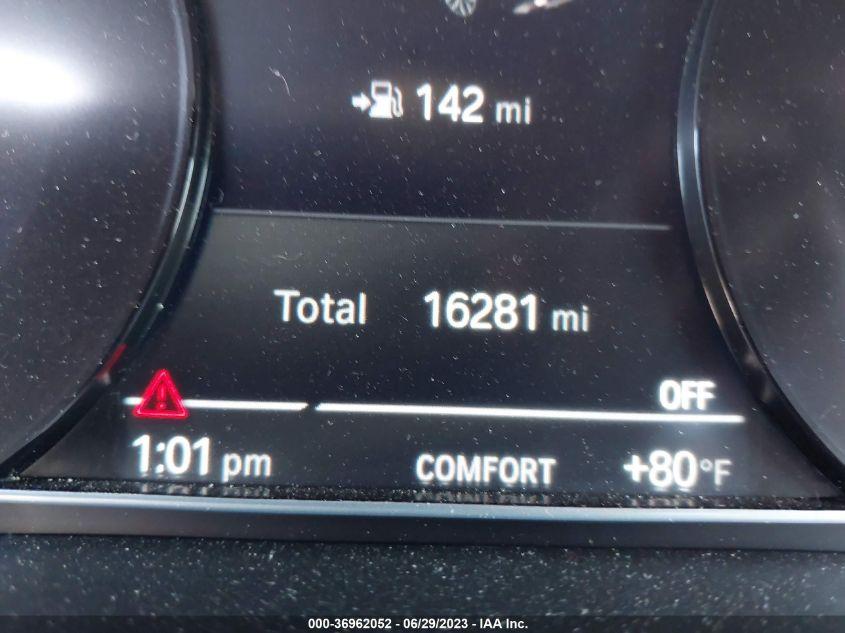 142 mi
Total 16281 mi
OFF
1:01 pm COMFORT +80°F
000-36962052 - 06/29/2023 - IAA Inc.